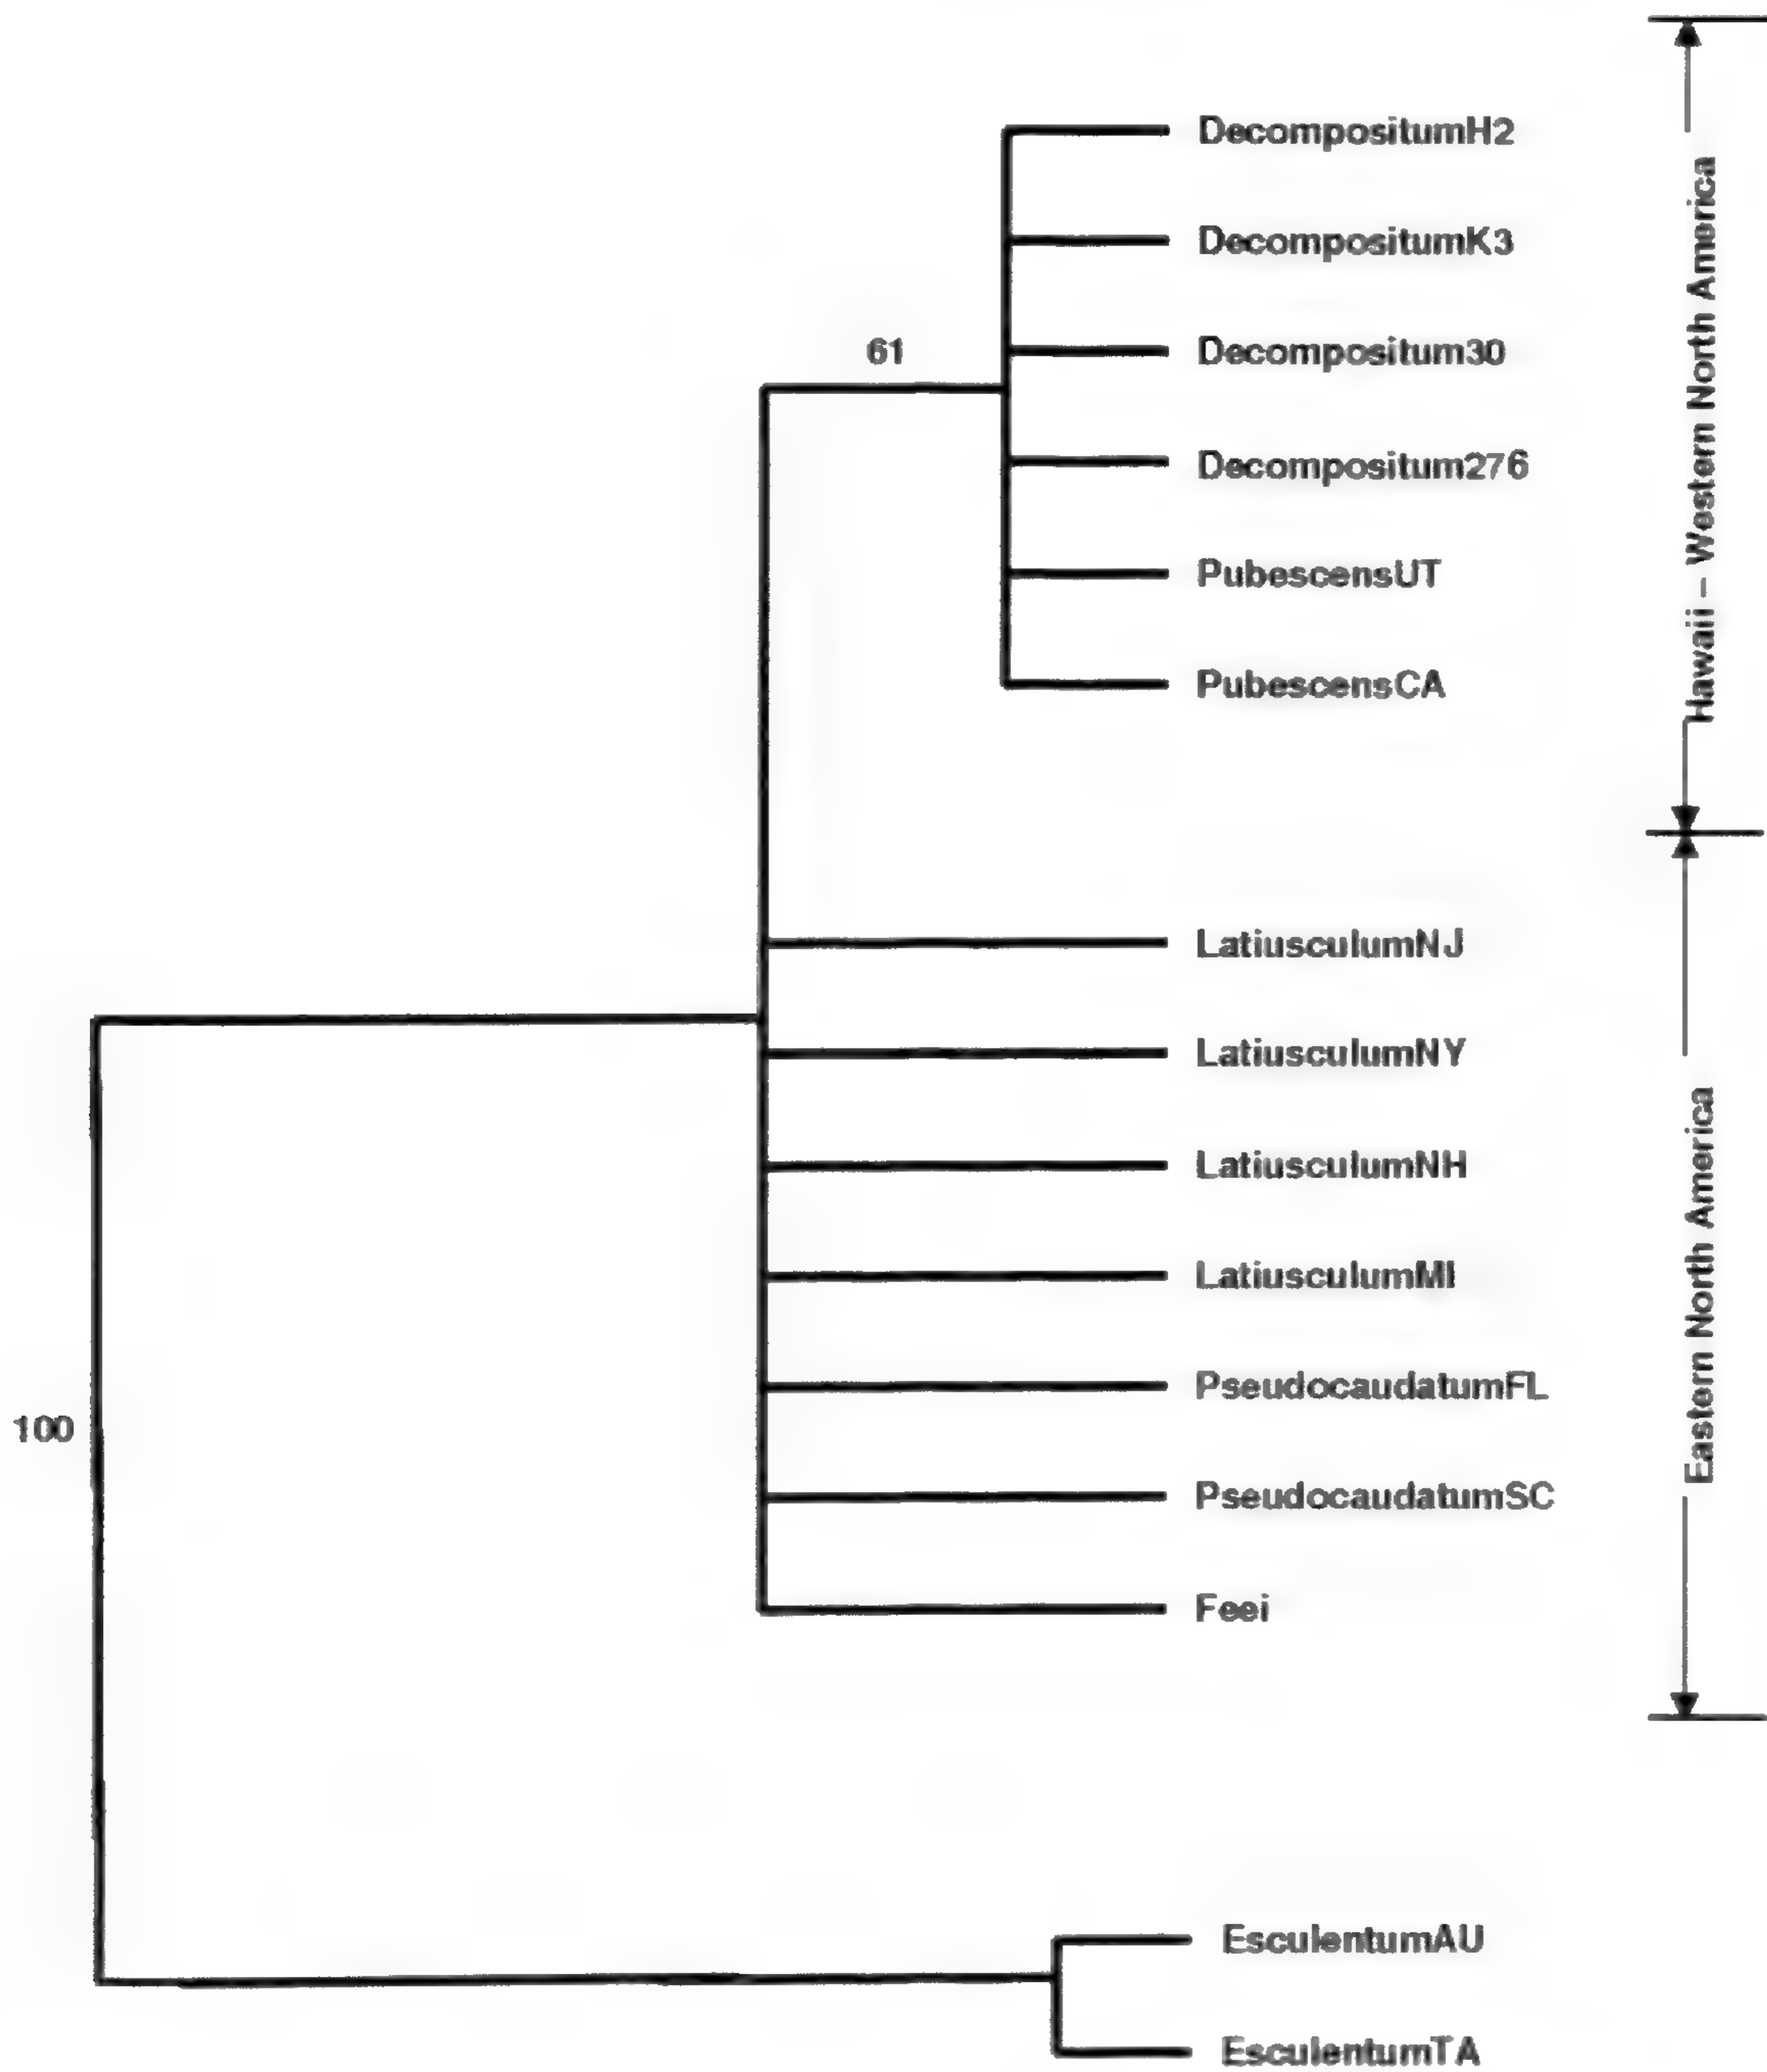 DecompositumH2
DecompositumK3
61
Decompositum30
Decompositum276
PubescensUT
PubescensCA
Hawaii – Western North America
LatiusculumNJ
LatiusculumNY
LatiusculumNH
LatiusculumMI
PseudocaudatumFL
100
PseudocaudatumSC
Feei
Eastern North America
EsculentumAU
EsculentumTA